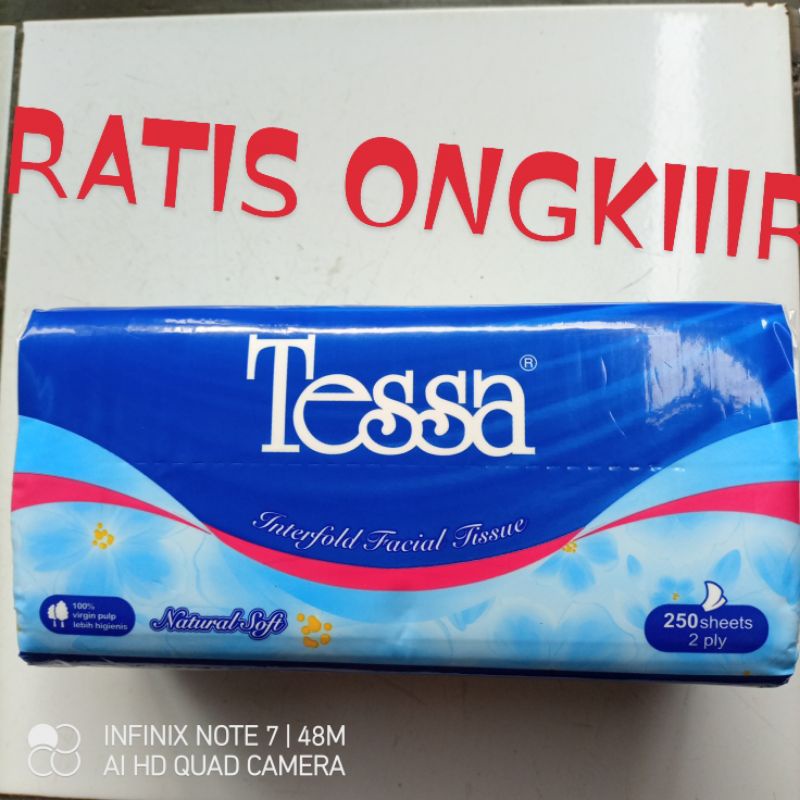 RATIS ONGKIIIR
Tessa®
Interfold Facial Tissue
100%
virgin pulp
lebih higienis
Natural Soft
250 sheets
2 ply
INFINIX NOTE 7 | 48M
AI HD QUAD CAMERA